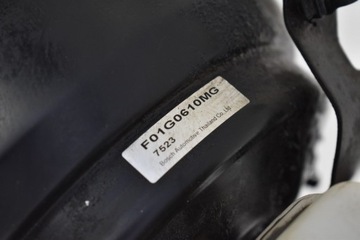 F01G0610MG
7523
Bosch Automotive Thailand Co.,Ltd.